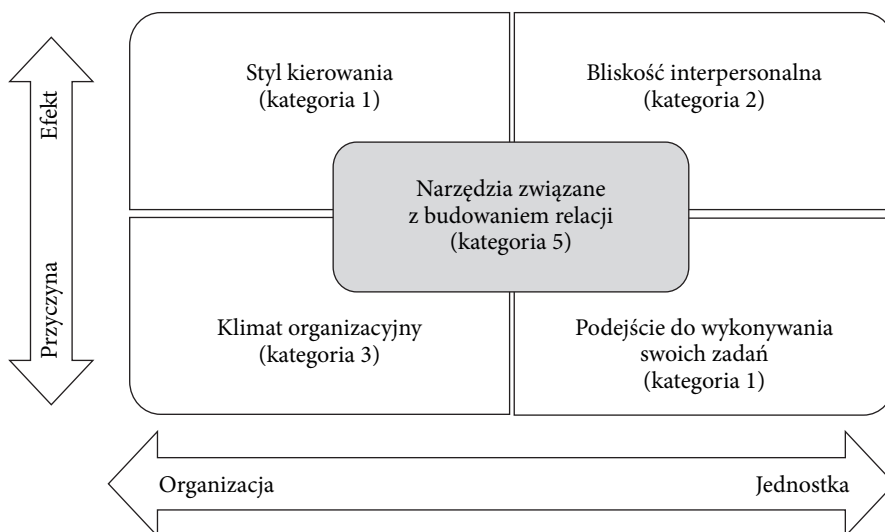 Efekt
Przyczyna
Styl kierowania
(kategoria 1)
Bliskość interpersonalna
(kategoria 2)
Narzędzia związane
z budowaniem relacji
(kategoria 5)
Klimat organizacyjny
(kategoria 3)
Podejście do wykonywania
swoich zadań
(kategoria 1)
Organizacja
Jednostka